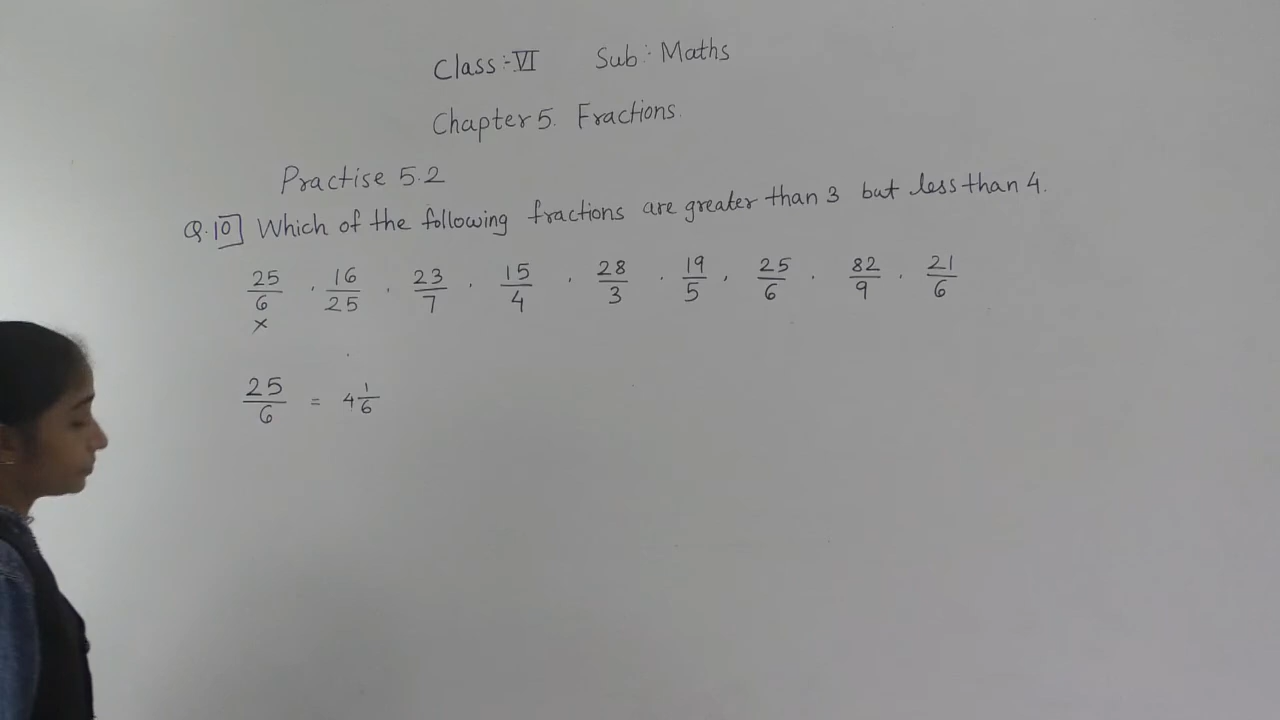 Class:-VI Sub:- Maths
Chapter 5. Fractions.
Practise 5.2
Q.10] Which of the following fractions are greater than 3 but less than 4.
25/6 , 16/25 , 23/7 , 15/4 , 28/3 , 19/5 , 25/6 , 82/9 , 21/6
×
25/6 = 4 1/6